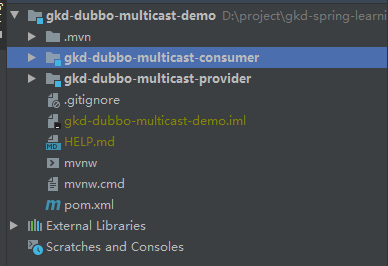 gkd-dubbo-multicast-demo D:\project\gkd-spring-learni
.mvn
gkd-dubbo-multicast-consumer
gkd-dubbo-multicast-provider
.gitignore
gkd-dubbo-multicast-demo.iml
MD HELP.md
mvnw
mvnw.cmd
m pom.xml
External Libraries
Scratches and Consoles